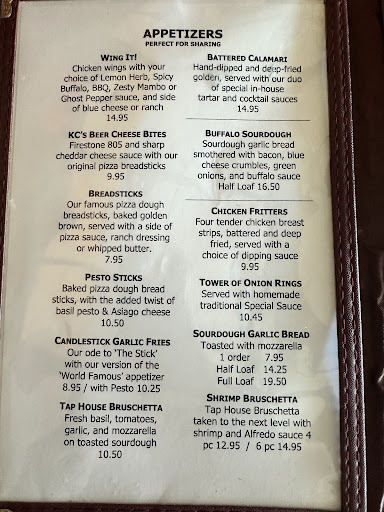 APPETIZERS
PERFECT FOR SHARING
WING IT!
Chicken wings with your
choice of Lemon Herb, Spicy
Buffalo, BBQ, Zesty Mambo or
Ghost Pepper sauce, and side
of blue cheese or ranch
14.95
KC'S BEER CHEESE BITES
Firestone 805 and sharp
cheddar cheese sauce with our
original pizza breadsticks
9.95
BREADSTICKS
Our famous pizza dough
breadsticks, baked golden
brown, served with a side of
pizza sauce, ranch dressing
or whipped butter.
7.95
PESTO STICKS
Baked pizza dough bread
sticks, with the added twist of
basil pesto & Asiago cheese
10.50
CANDLESTICK GARLIC FRIES
Our ode to 'The Stick'
with our version of the
'World Famous' appetizer
8.95 / with Pesto 10.25
TAP HOUSE BRUSCHETTA
Fresh basil, tomatoes,
garlic, and mozzarella
on toasted sourdough
10.50
BATTERED CALAMARI
Hand-dipped and deep-fried
golden, served with our duo
of special in-house
tartar and cocktail sauces
14.95
BUFFALO SOURDOUGH
Sourdough garlic bread
smothered with bacon, blue
cheese crumbles, green
onions, and buffalo sauce
Half Loaf 16.50
CHICKEN FRITTERS
Four tender chicken breast
strips, battered and deep
fried, served with a
choice of dipping sauce
9.95
TOWER OF ONION RINGS
Served with homemade
traditional Special Sauce
10.45
SOURDOUGH GARLIC BREAD
Toasted with mozzarella
1 order 7.95
Half Loaf 14.25
Full Loaf 19.50
SHRIMP BRUSCHETTA
Tap House Bruschetta
taken to the next level with
shrimp and Alfredo sauce 4
pc 12.95 / 6 pc 14.95